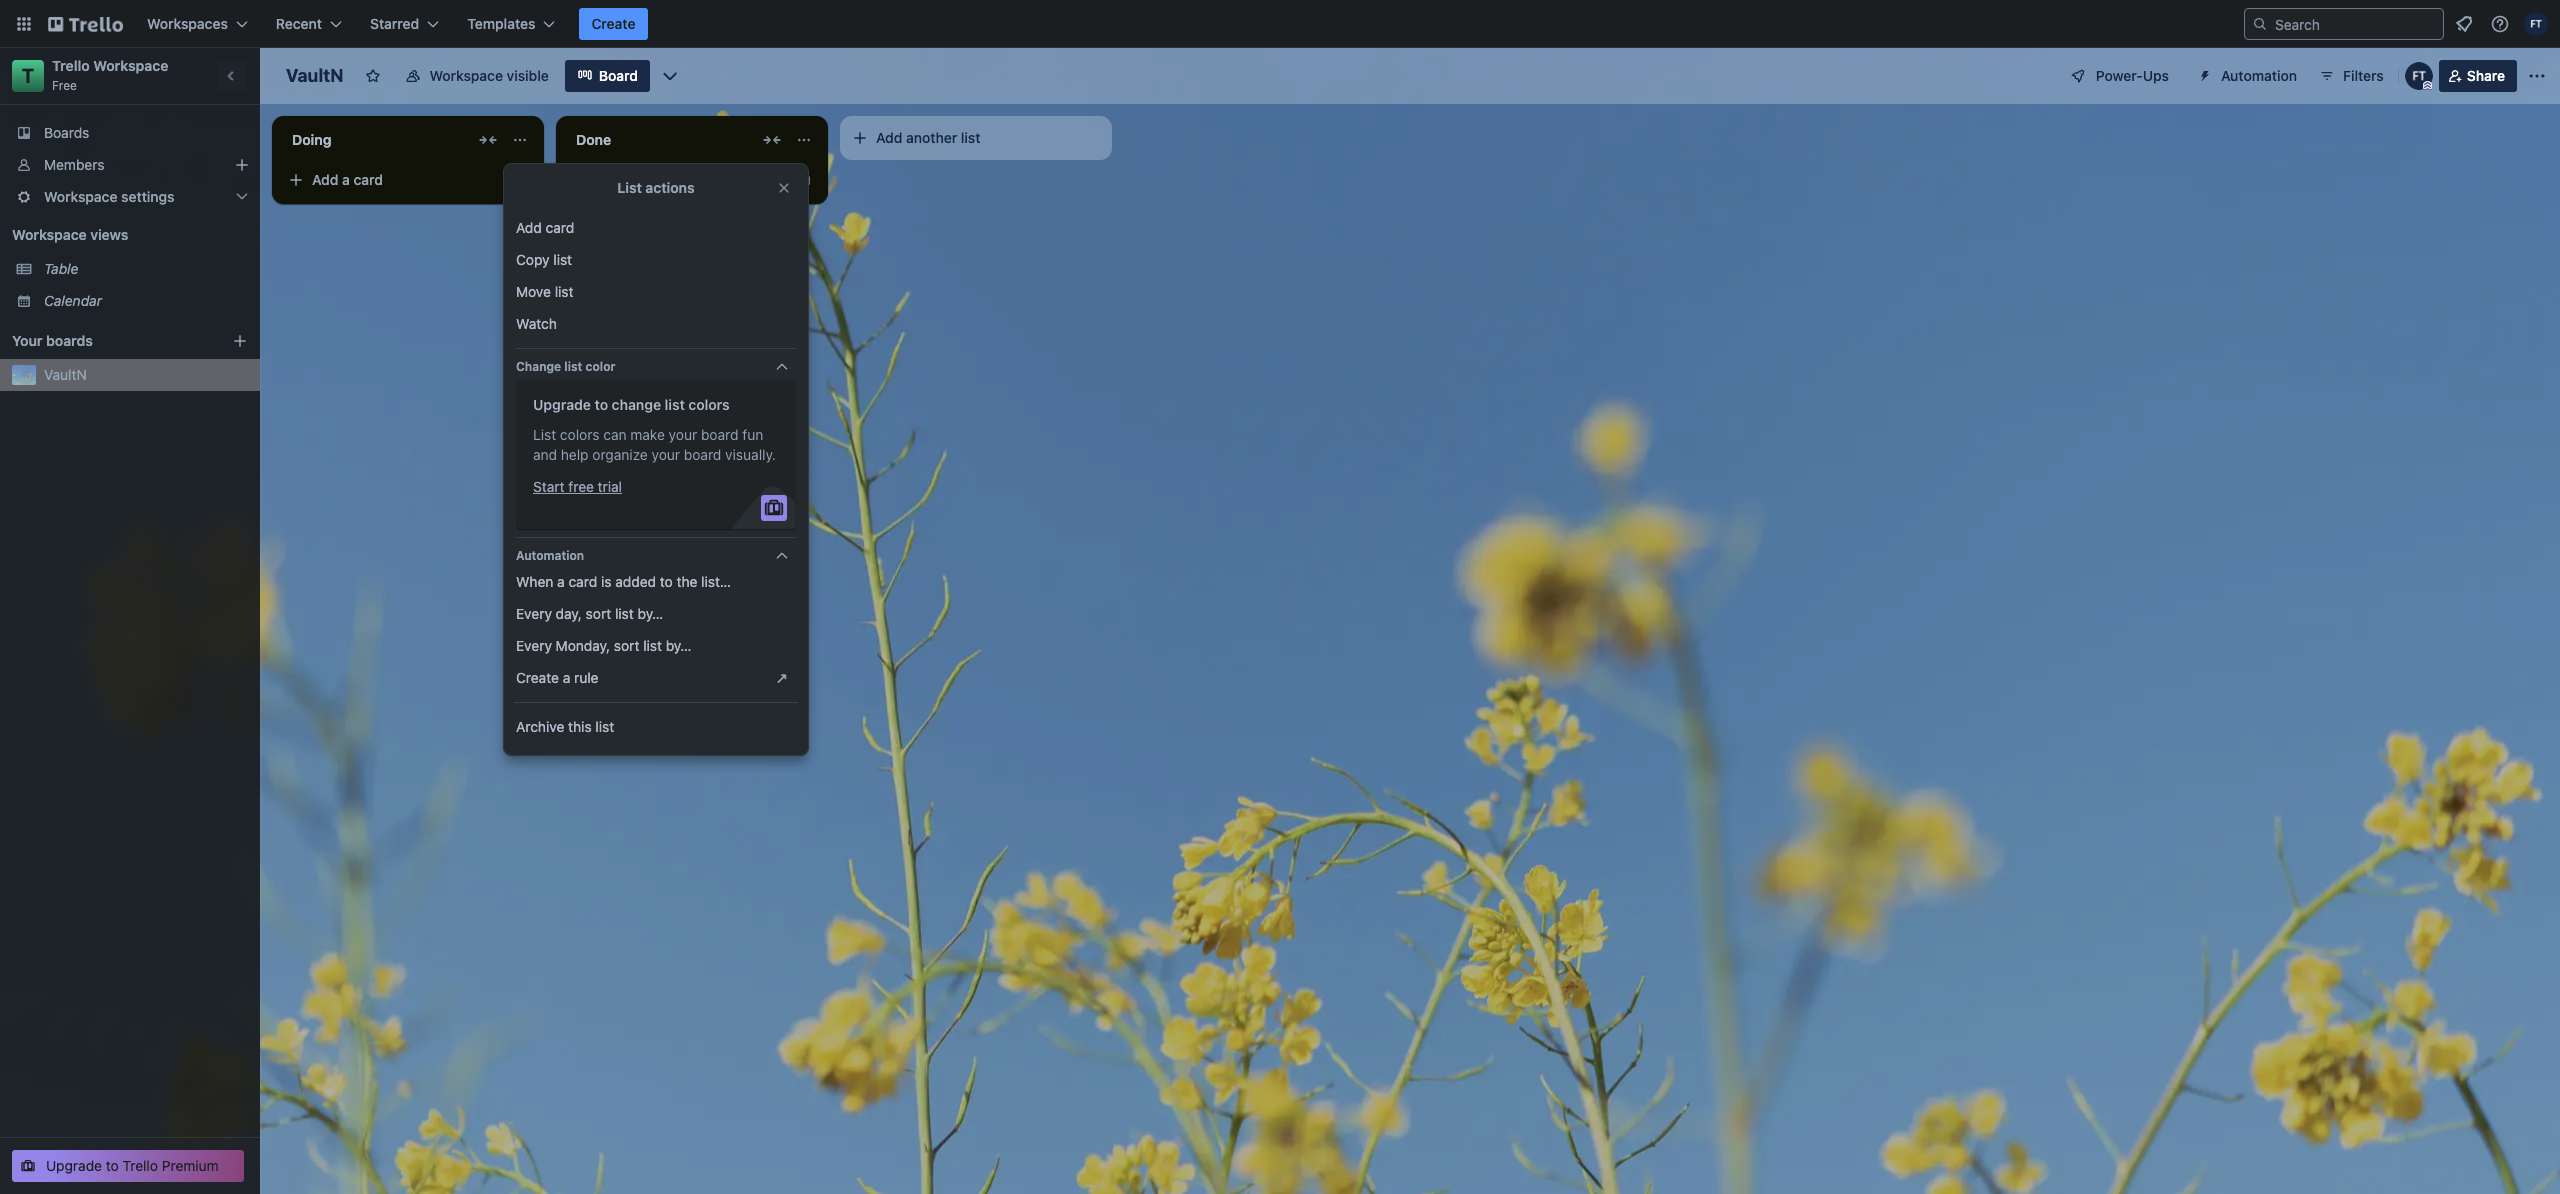 Trello
Workspaces
Recent
Starred
Templates
Create
Search
FT
T
Trello Workspace
Free
VaultN
Workspace visible
Board
Power-Ups
Automation
Filters
FT
Share
Boards
Members
Workspace settings
Workspace views
Table
Calendar
Your boards
VaultN
Upgrade to Trello Premium
Doing
Add a card
Done
Add another list
List actions
Add card
Copy list
Move list
Watch
Change list color
Upgrade to change list colors
List colors can make your board fun
and help organize your board visually.
Start free trial
Automation
When a card is added to the list...
Every day, sort list by...
Every Monday, sort list by...
Create a rule
Archive this list